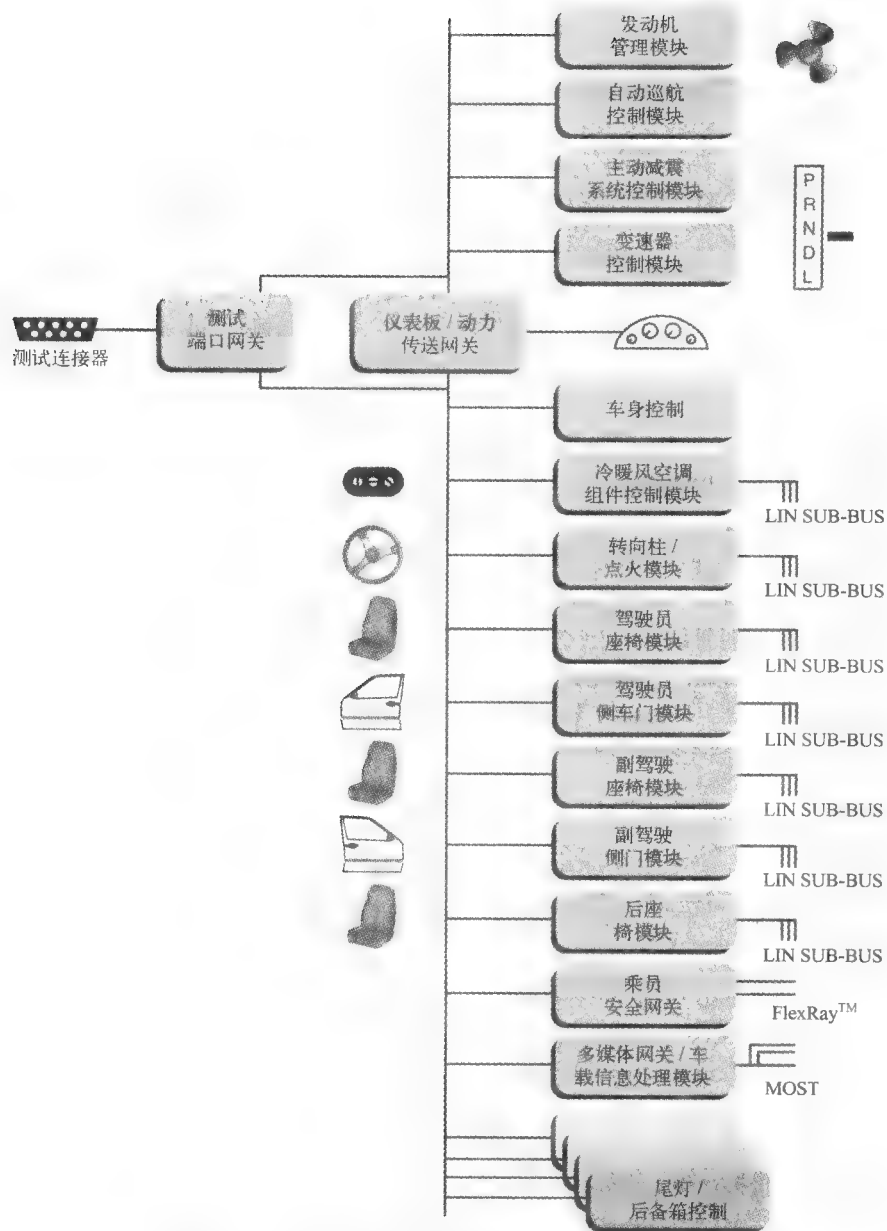 发动机
管理模块
自动巡航
控制模块
主动减震
系统控制模块
P
R
N
D
L
变速器
控制模块
测试
端口网关
测试连接器
仪表板 / 动力
传送网关
车身控制
冷暖风空调
组件控制模块
LIN SUB-BUS
转向柱 /
点火模块
LIN SUB-BUS
驾驶员
座椅模块
LIN SUB-BUS
驾驶员
侧车门模块
LIN SUB-BUS
副驾驶
座椅模块
LIN SUB-BUS
副驾驶
侧门模块
LIN SUB-BUS
后座
椅模块
LIN SUB-BUS
乘员
安全网关
FlexRay™
多媒体网关 / 车
载信息处理模块
MOST
尾灯 /
后备箱控制